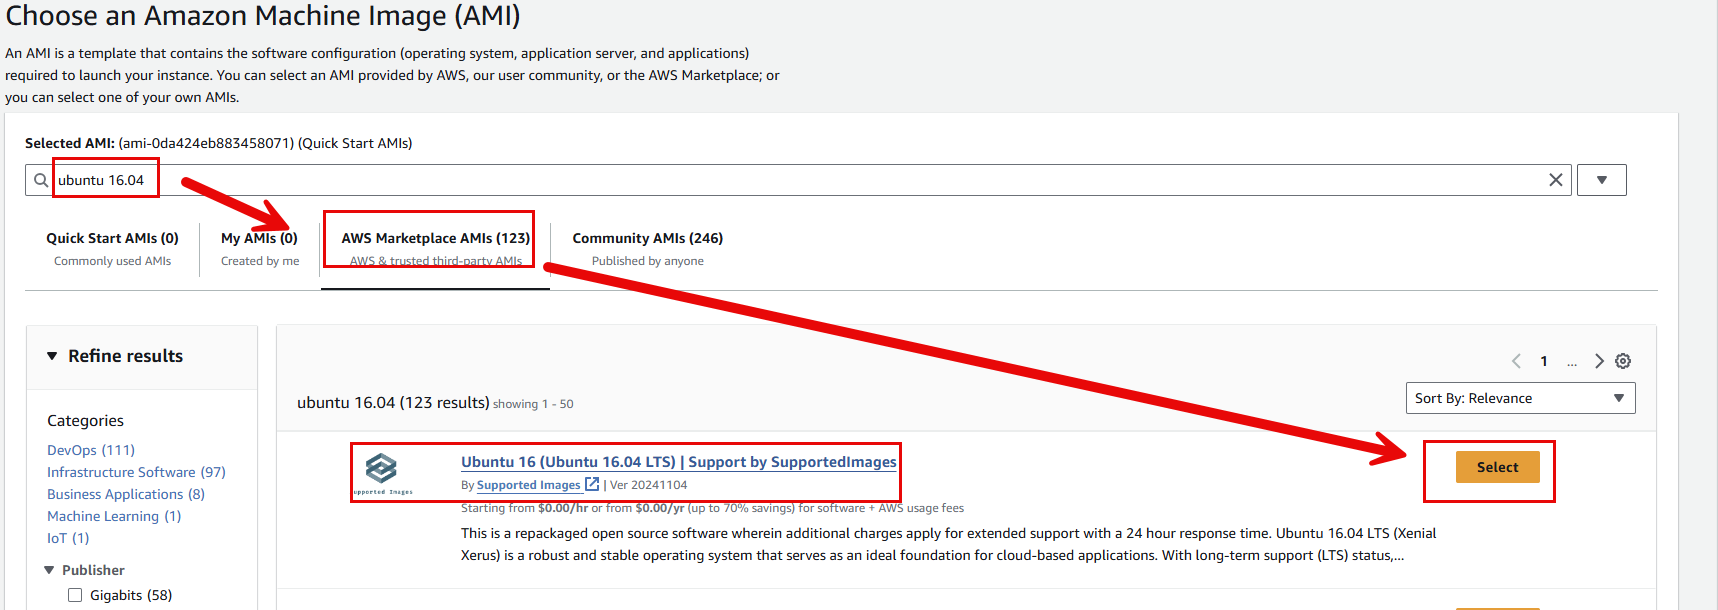 Choose an Amazon Machine Image (AMI)
An AMI is a template that contains the software configuration (operating system, application server, and applications)
required to launch your instance. You can select an AMI provided by AWS, our user community, or the AWS Marketplace; or
you can select one of your own AMIs.
Selected AMI: (ami-0da424eb883458071) (Quick Start AMIs)
ubuntu 16.04
Quick Start AMIs (0)
Commonly used AMIs
My AMIs (0)
Created by me
AWS Marketplace AMIs (123)
AWS & trusted third-party AMIs
Community AMIs (246)
Published by anyone
Refine results
Categories
DevOps (111)
Infrastructure Software (97)
Business Applications (8)
Machine Learning (1)
IoT (1)
Publisher
Gigabits (58)
1 ...
ubuntu 16.04 (123 results) showing 1 - 50
Sort By: Relevance
upported Images
Ubuntu 16 (Ubuntu 16.04 LTS) | Support by SupportedImages
By Supported Images | Ver 20241104
Starting from $0.00/hr or from $0.00/yr (up to 70% savings) for software + AWS usage fees
This is a repackaged open source software wherein additional charges apply for extended support with a 24 hour response time. Ubuntu 16.04 LTS (Xenial
Xerus) is a robust and stable operating system that serves as an ideal foundation for cloud-based applications. With long-term support (LTS) status,...
Select